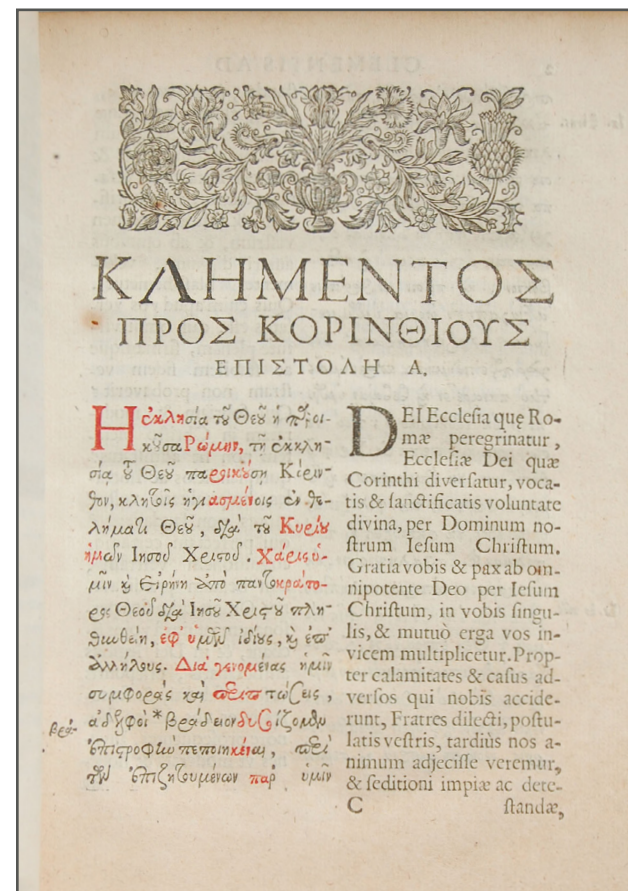 ΚΛΗΜΕΝΤΟΣ
ΠΡΟΣ ΚΟΡΙΝΘΙΟΥΣ
ΕΠΙΣΤΟΛΗ Α.
Η ἐκκλησία τοῦ Θεοῦ ἡ παροι-
κοῦσα Ρώμην, τῇ ἐκκλη-
σίᾳ τοῦ Θεοῦ παροικούσῃ Κόριν-
θον, κλητοῖς ἡγιασμένοις ἐν θε-
λήματι Θεοῦ, διὰ τοῦ Κυρίου
ἡμῶν Ἰησοῦ Χριστοῦ. Χάρις ὑ-
μῖν καὶ εἰρήνη ἀπὸ παντοκράτο-
ρος Θεοῦ διὰ Ἰησοῦ Χριστοῦ πλη-
θυνθείη, ἐφ' ὑμᾶς ἰδίως, καὶ ἐπ'
ἀλλήλους. Διὰ γενομένας ἡμῖν
συμφορὰς καὶ περιπτώσεις,
ἀδελφοὶ *βράδειον
ἐπιστροφὴν πεποιηκέναι, περὶ
τῶν ἐπιζητουμένων παρ' ὑμῖν
DEI Ecclesia quę Ro-
mæ peregrinatur,
Ecclesiæ Dei quæ
Corinthi diversatur, voca-
tis & sanctificatis voluntate
divina, per Dominum no-
strum Iesum Christum.
Gratia vobis & pax ab om-
nipotente Deo per Iesum
Christum, in vobis singu-
lis, & mutuò erga vos in-
vicem multiplicetur. Prop-
ter calamitates & casus ad-
versos qui nobis accide-
runt, Fratres dilecti, postu-
latis vestris, tardiùs nos a-
nimum adjecisse veremur,
& seditioni impiæ ac dete-
C standæ,